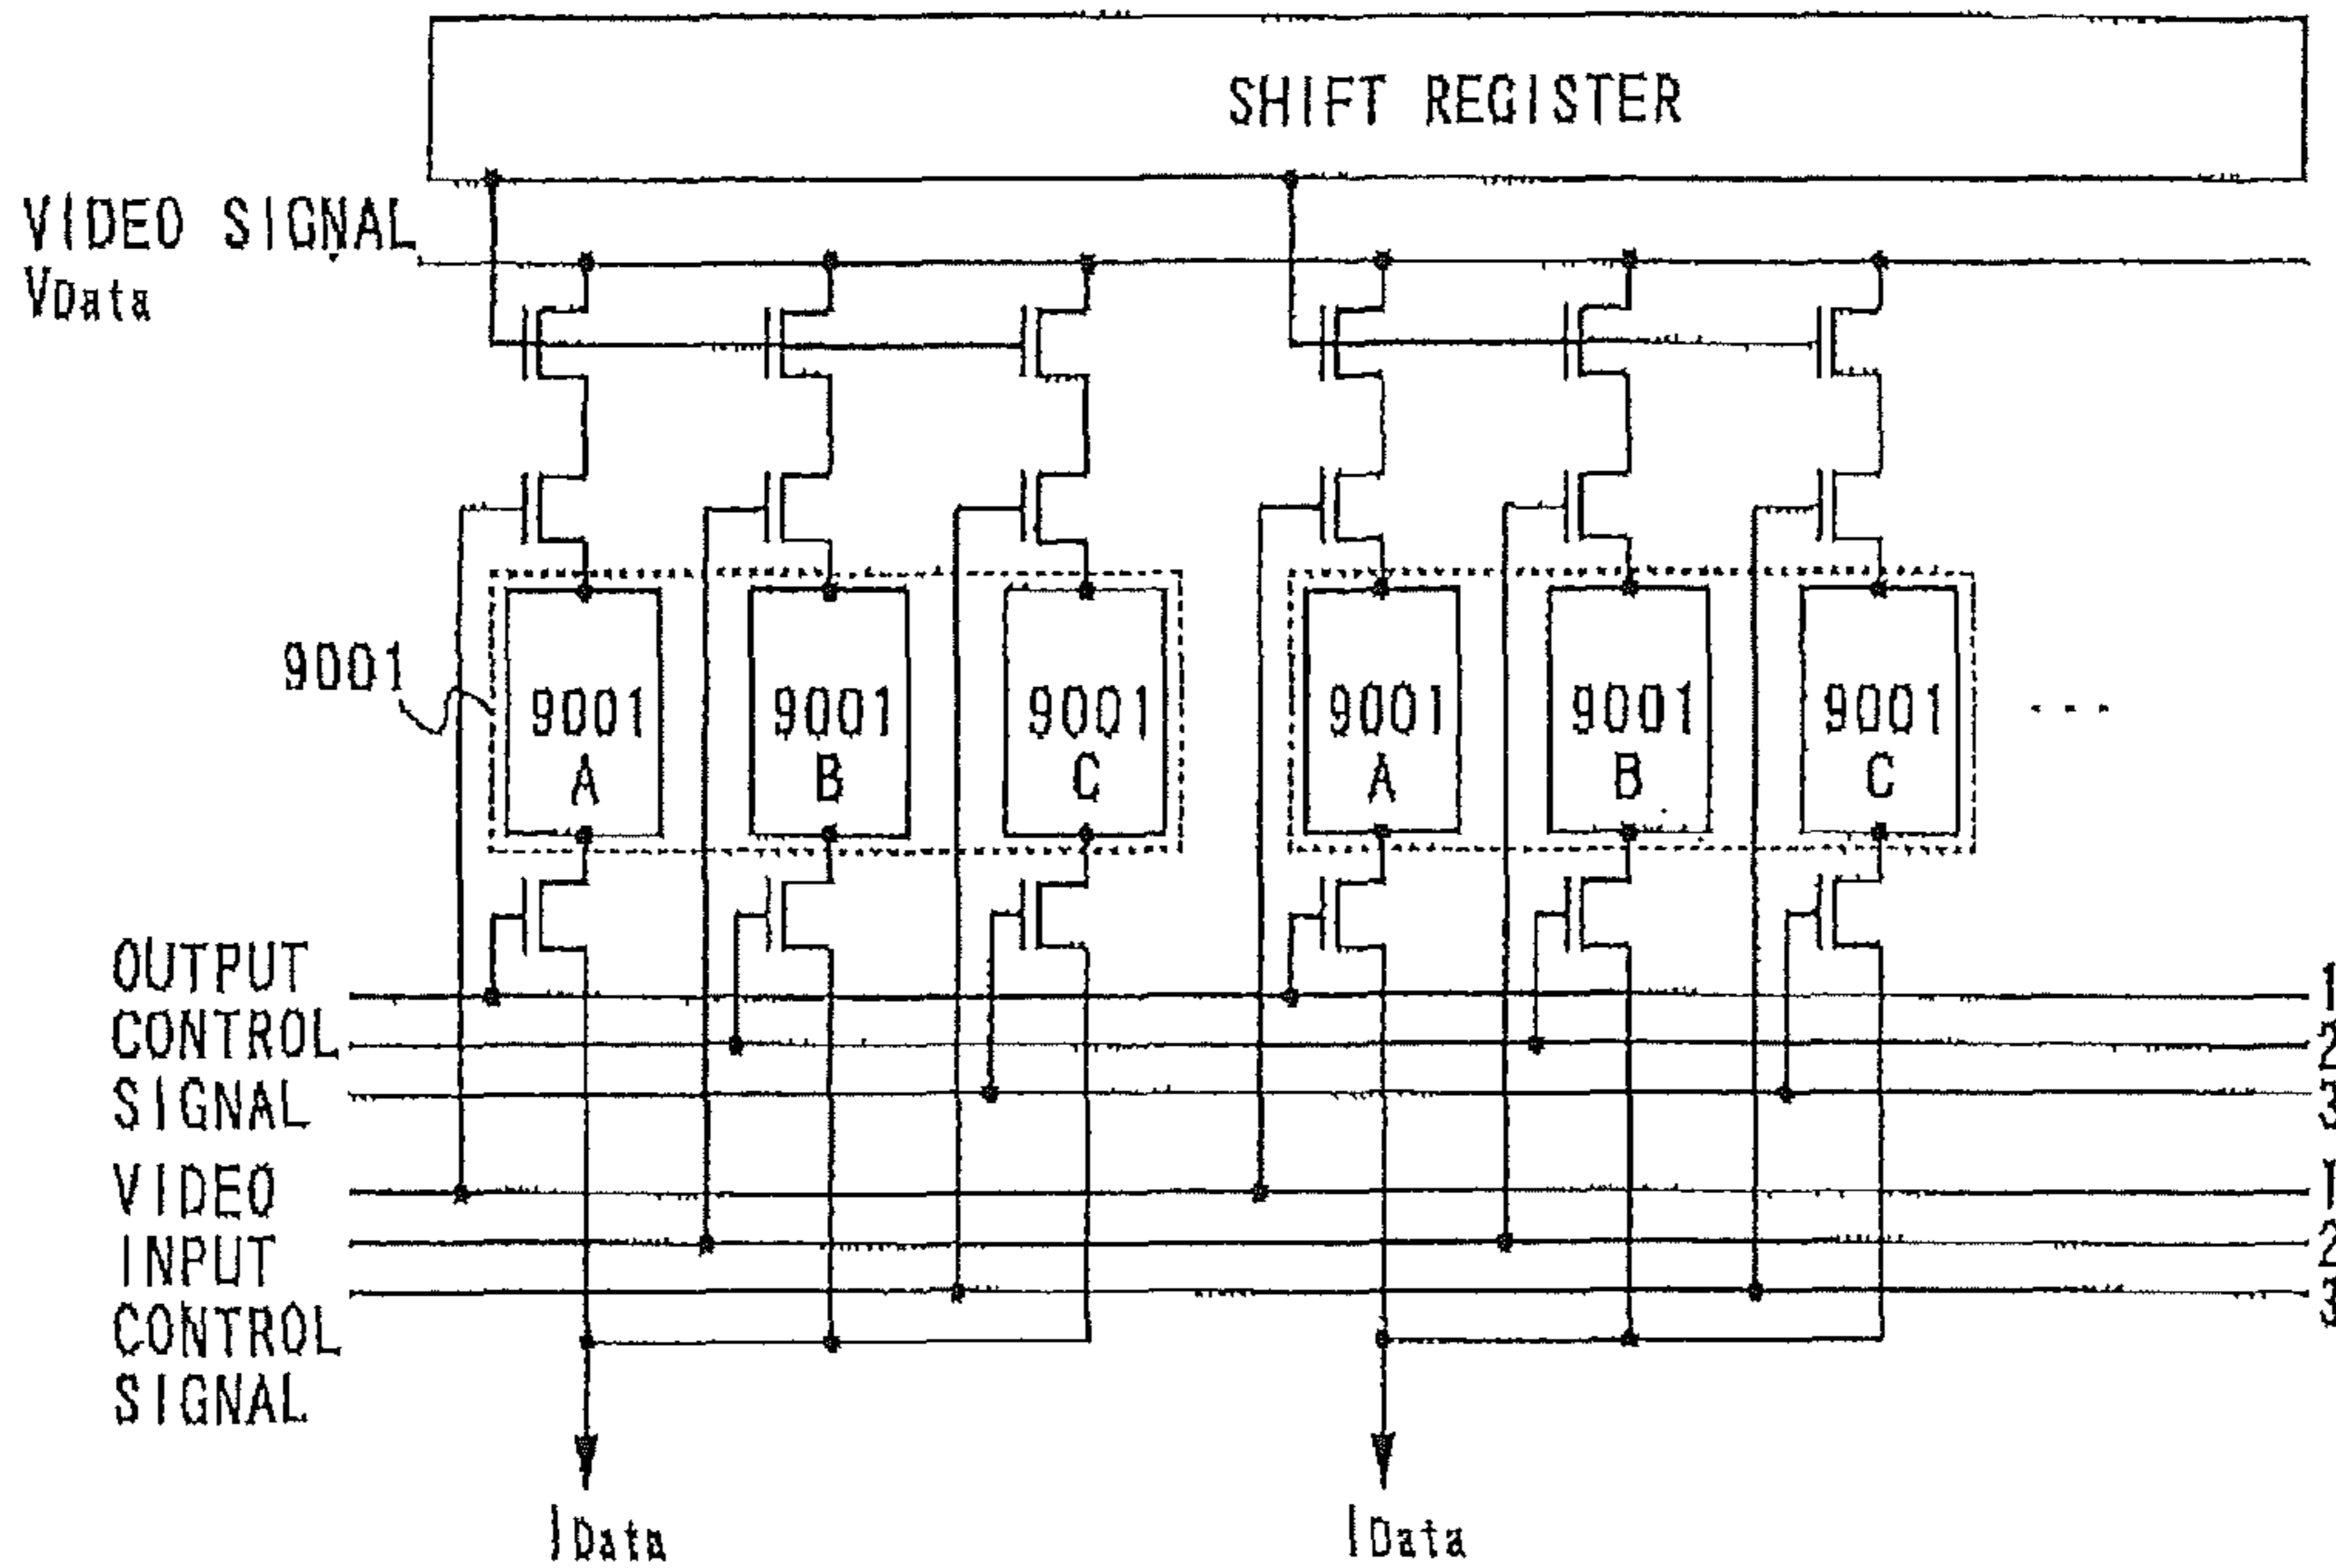 SHIFT REGISTER
VIDEO SIGNAL
VData
9001
9001
A
9001
B
9001
C
9001
A
9001
B
9001
C
...
OUTPUT
CONTROL
SIGNAL
1
2
3
VIDEO
INPUT
CONTROL
SIGNAL
1
2
3
IData
IData